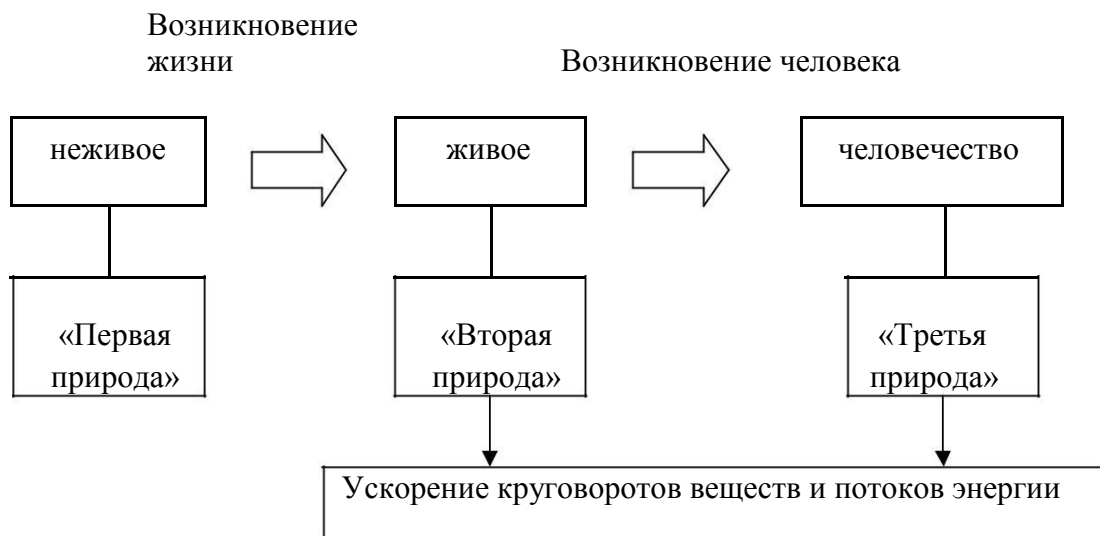 Возникновение
жизни
Возникновение человека
неживое
живое
человечество
«Первая
природа»
«Вторая
природа»
«Третья
природа»
Ускорение круговоротов веществ и потоков энергии